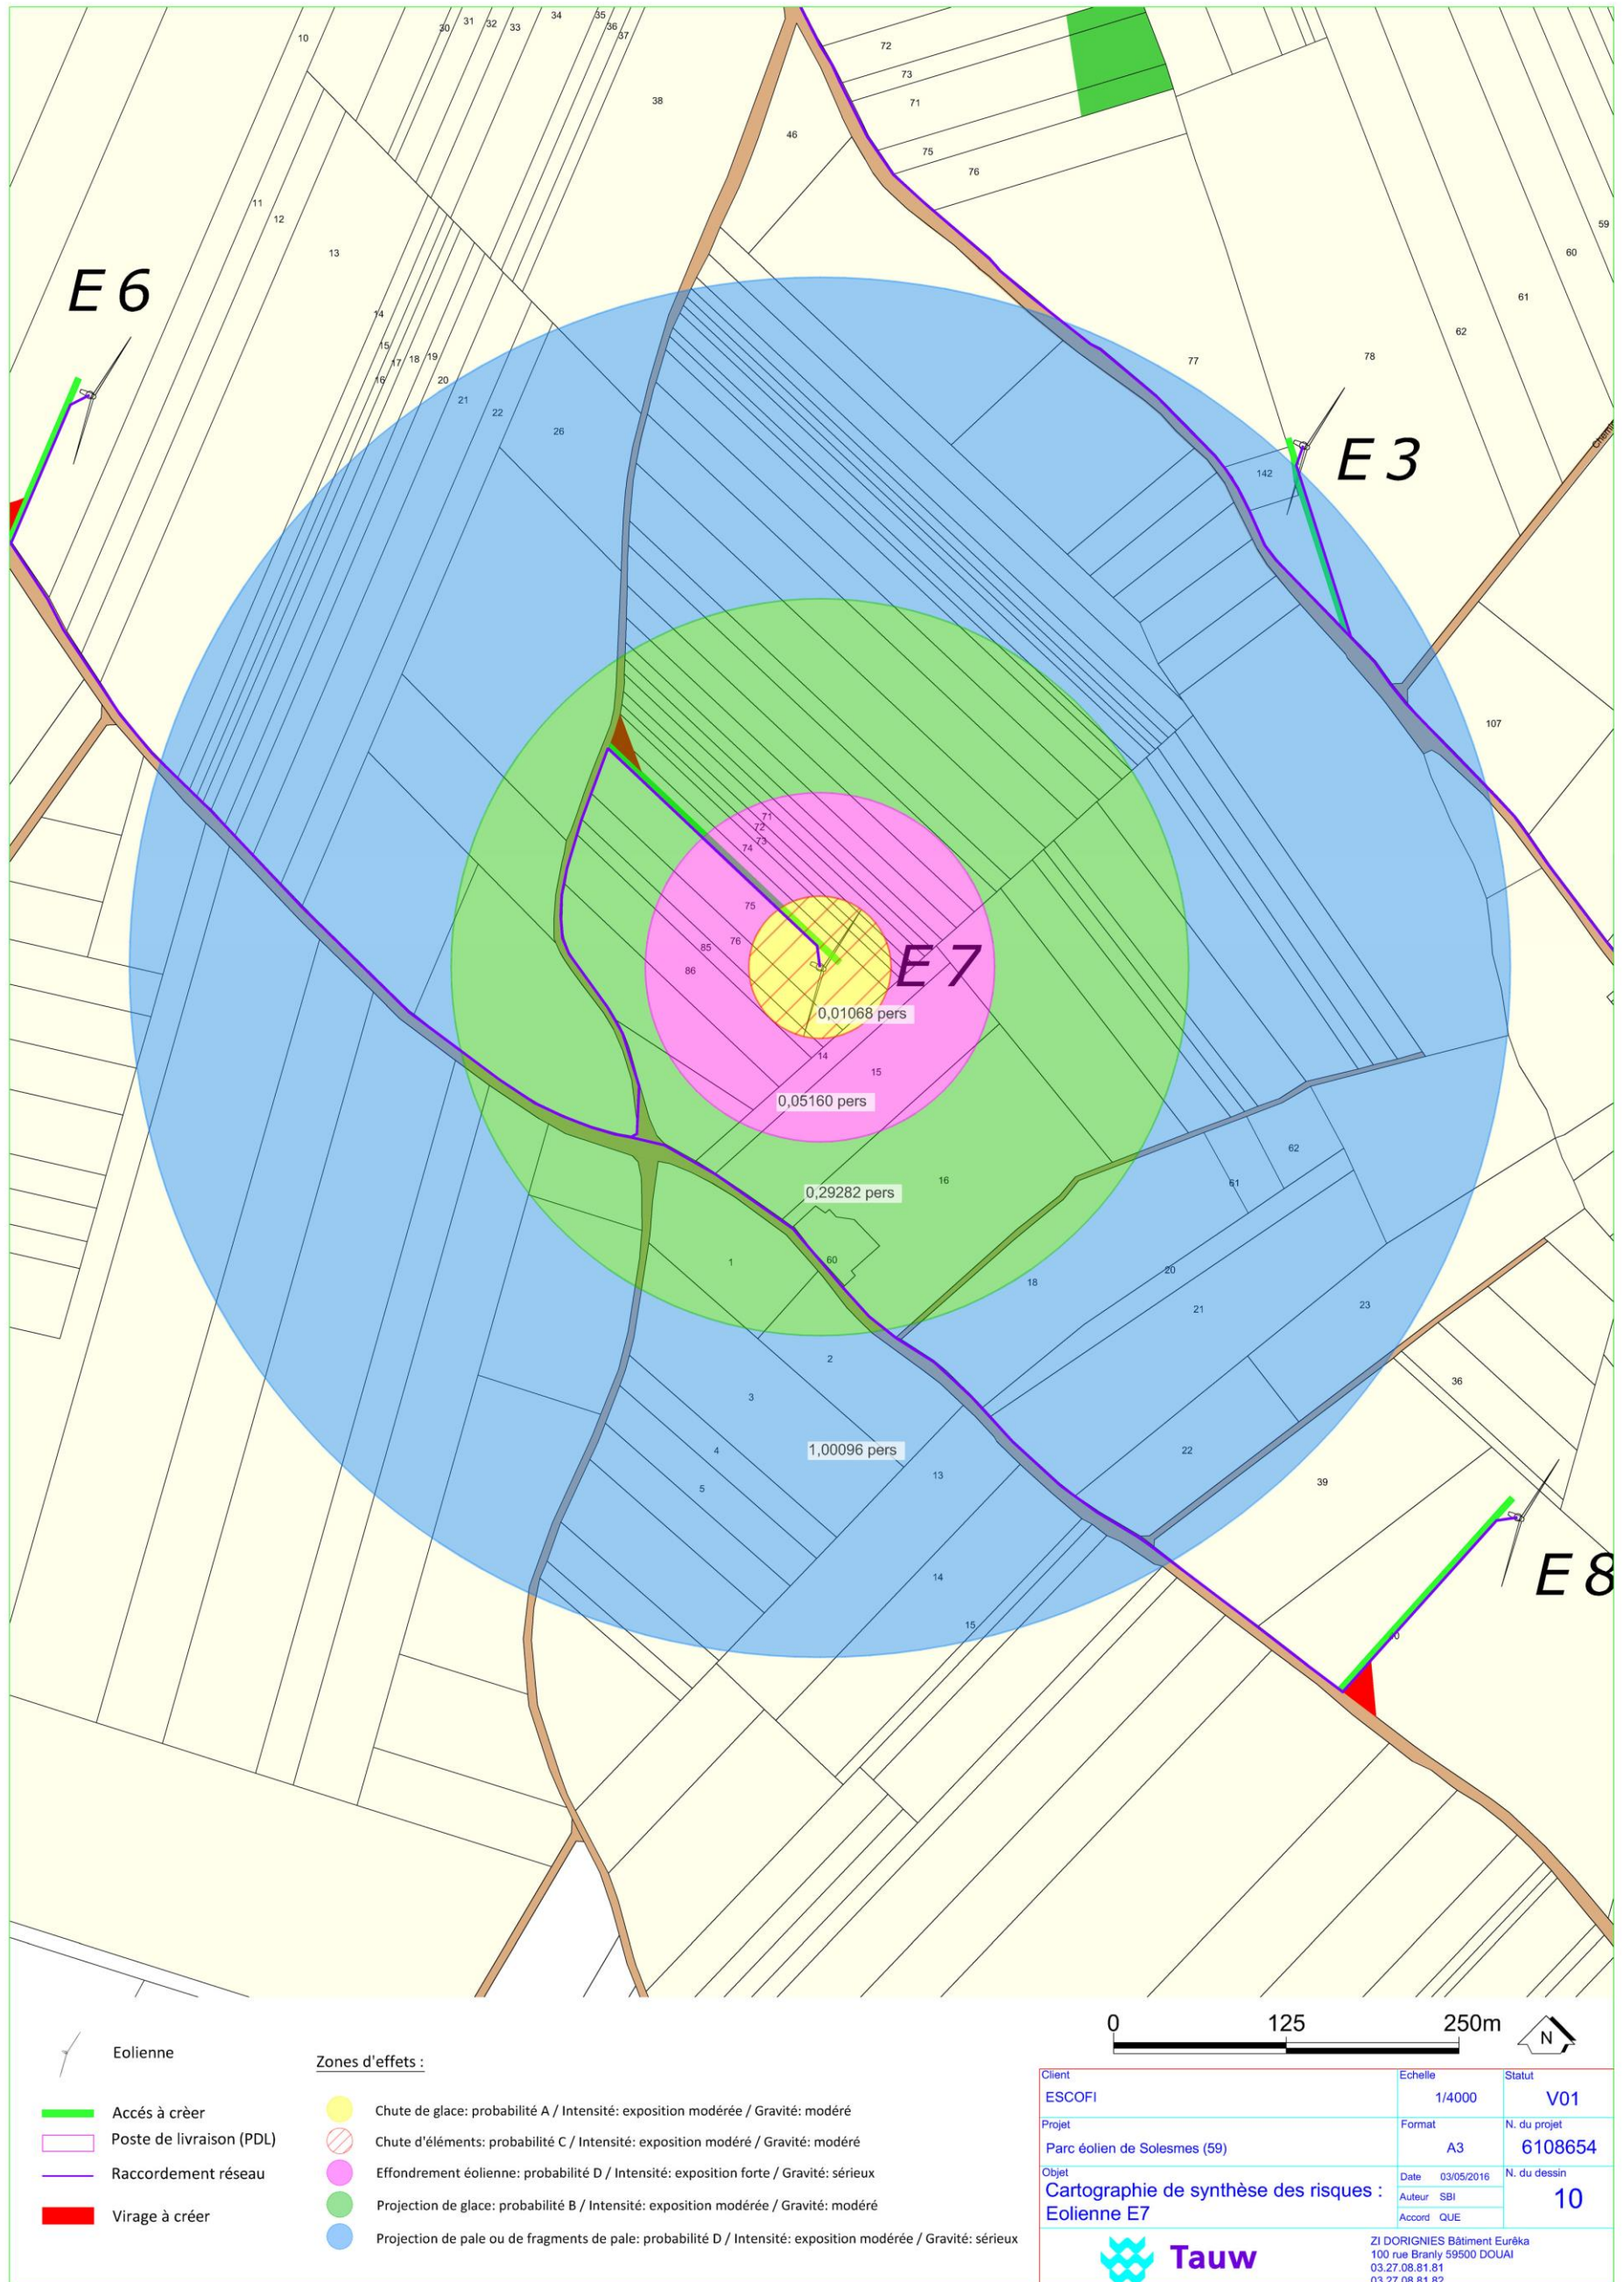 10
30
31
32
33
34
35
36
37
38
72
73
71
46
75
76
11
12
13
59
60
61
62
E 6
14
15
17
18
19
16
20
21
22
26
77
78
Chemi
E 3
142
107
71
72
73
74
75
76
85
86
E 7
0,01068 pers
14
15
0,05160 pers
62
16
61
0,29282 pers
1
60
18
20
21
23
2
3
36
4
1,00096 pers
22
13
5
39
14
E 8
15
Eolienne
Accés à crèer
Poste de livraison (PDL)
Raccordement réseau
Virage à créer
Zones d'effets :
Chute de glace: probabilité A / Intensité: exposition modérée / Gravité: modéré
Chute d'éléments: probabilité C / Intensité: exposition modéré / Gravité: modéré
Effondrement éolienne: probabilité D / Intensité: exposition forte / Gravité: sérieux
Projection de glace: probabilité B / Intensité: exposition modérée / Gravité: modéré
Projection de pale ou de fragments de pale: probabilité D / Intensité: exposition modérée / Gravité: sérieux
0 125 250m
N
Client
ESCOFI
Echelle
1/4000
Statut
V01
Projet
Parc éolien de Solesmes (59)
Format
A3
N. du projet
6108654
Objet
Cartographie de synthèse des risques :
Eolienne E7
Date 03/05/2016
Auteur SBI
Accord QUE
N. du dessin
10
Tauw
ZI DORIGNIES Bâtiment Eurêka
100 rue Branly 59500 DOUAI
03.27.08.81.81
03.27.08.81.82